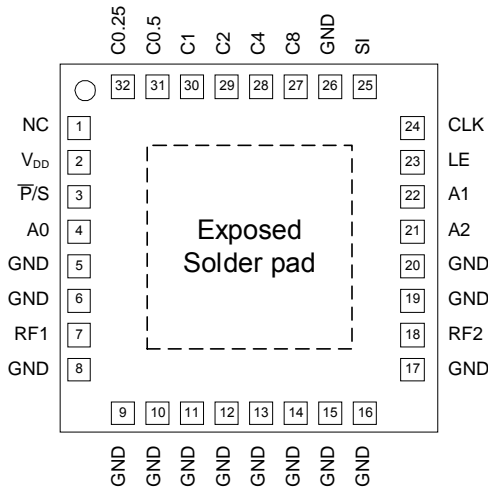 C0.25 C0.5 C1 C2 C4 C8 GND SI
32 31 30 29 28 27 26 25
NC 1 24 CLK
VDD 2 23 LE
P̅/S 3 22 A1
A0 4 21 A2
GND 5 20 GND
GND 6 19 GND
RF1 7 18 RF2
GND 8 17 GND
Exposed
Solder pad
9 10 11 12 13 14 15 16
GND GND GND GND GND GND GND GND